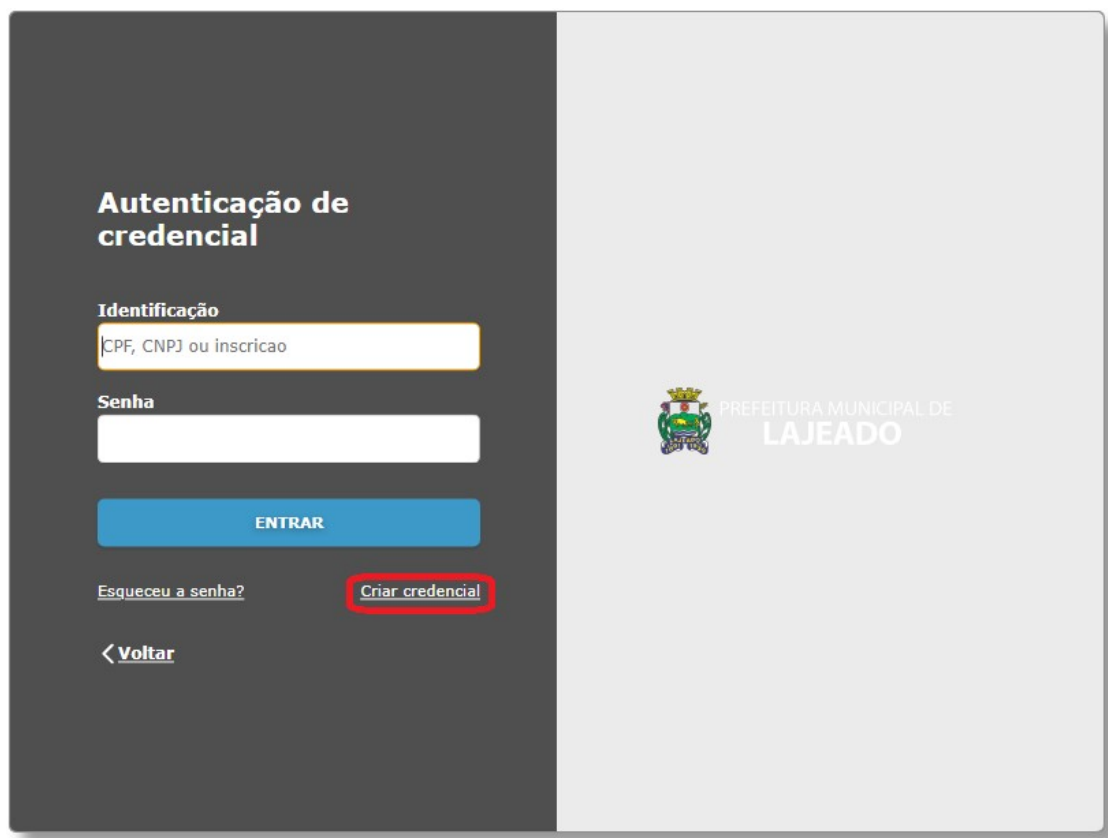 Autenticação de
credencial
Identificação
CPF, CNPJ ou inscricao
Senha
ENTRAR
Esqueceu a senha?
Criar credencial
Voltar
PREFEITURA MUNICIPAL DE
LAJEADO